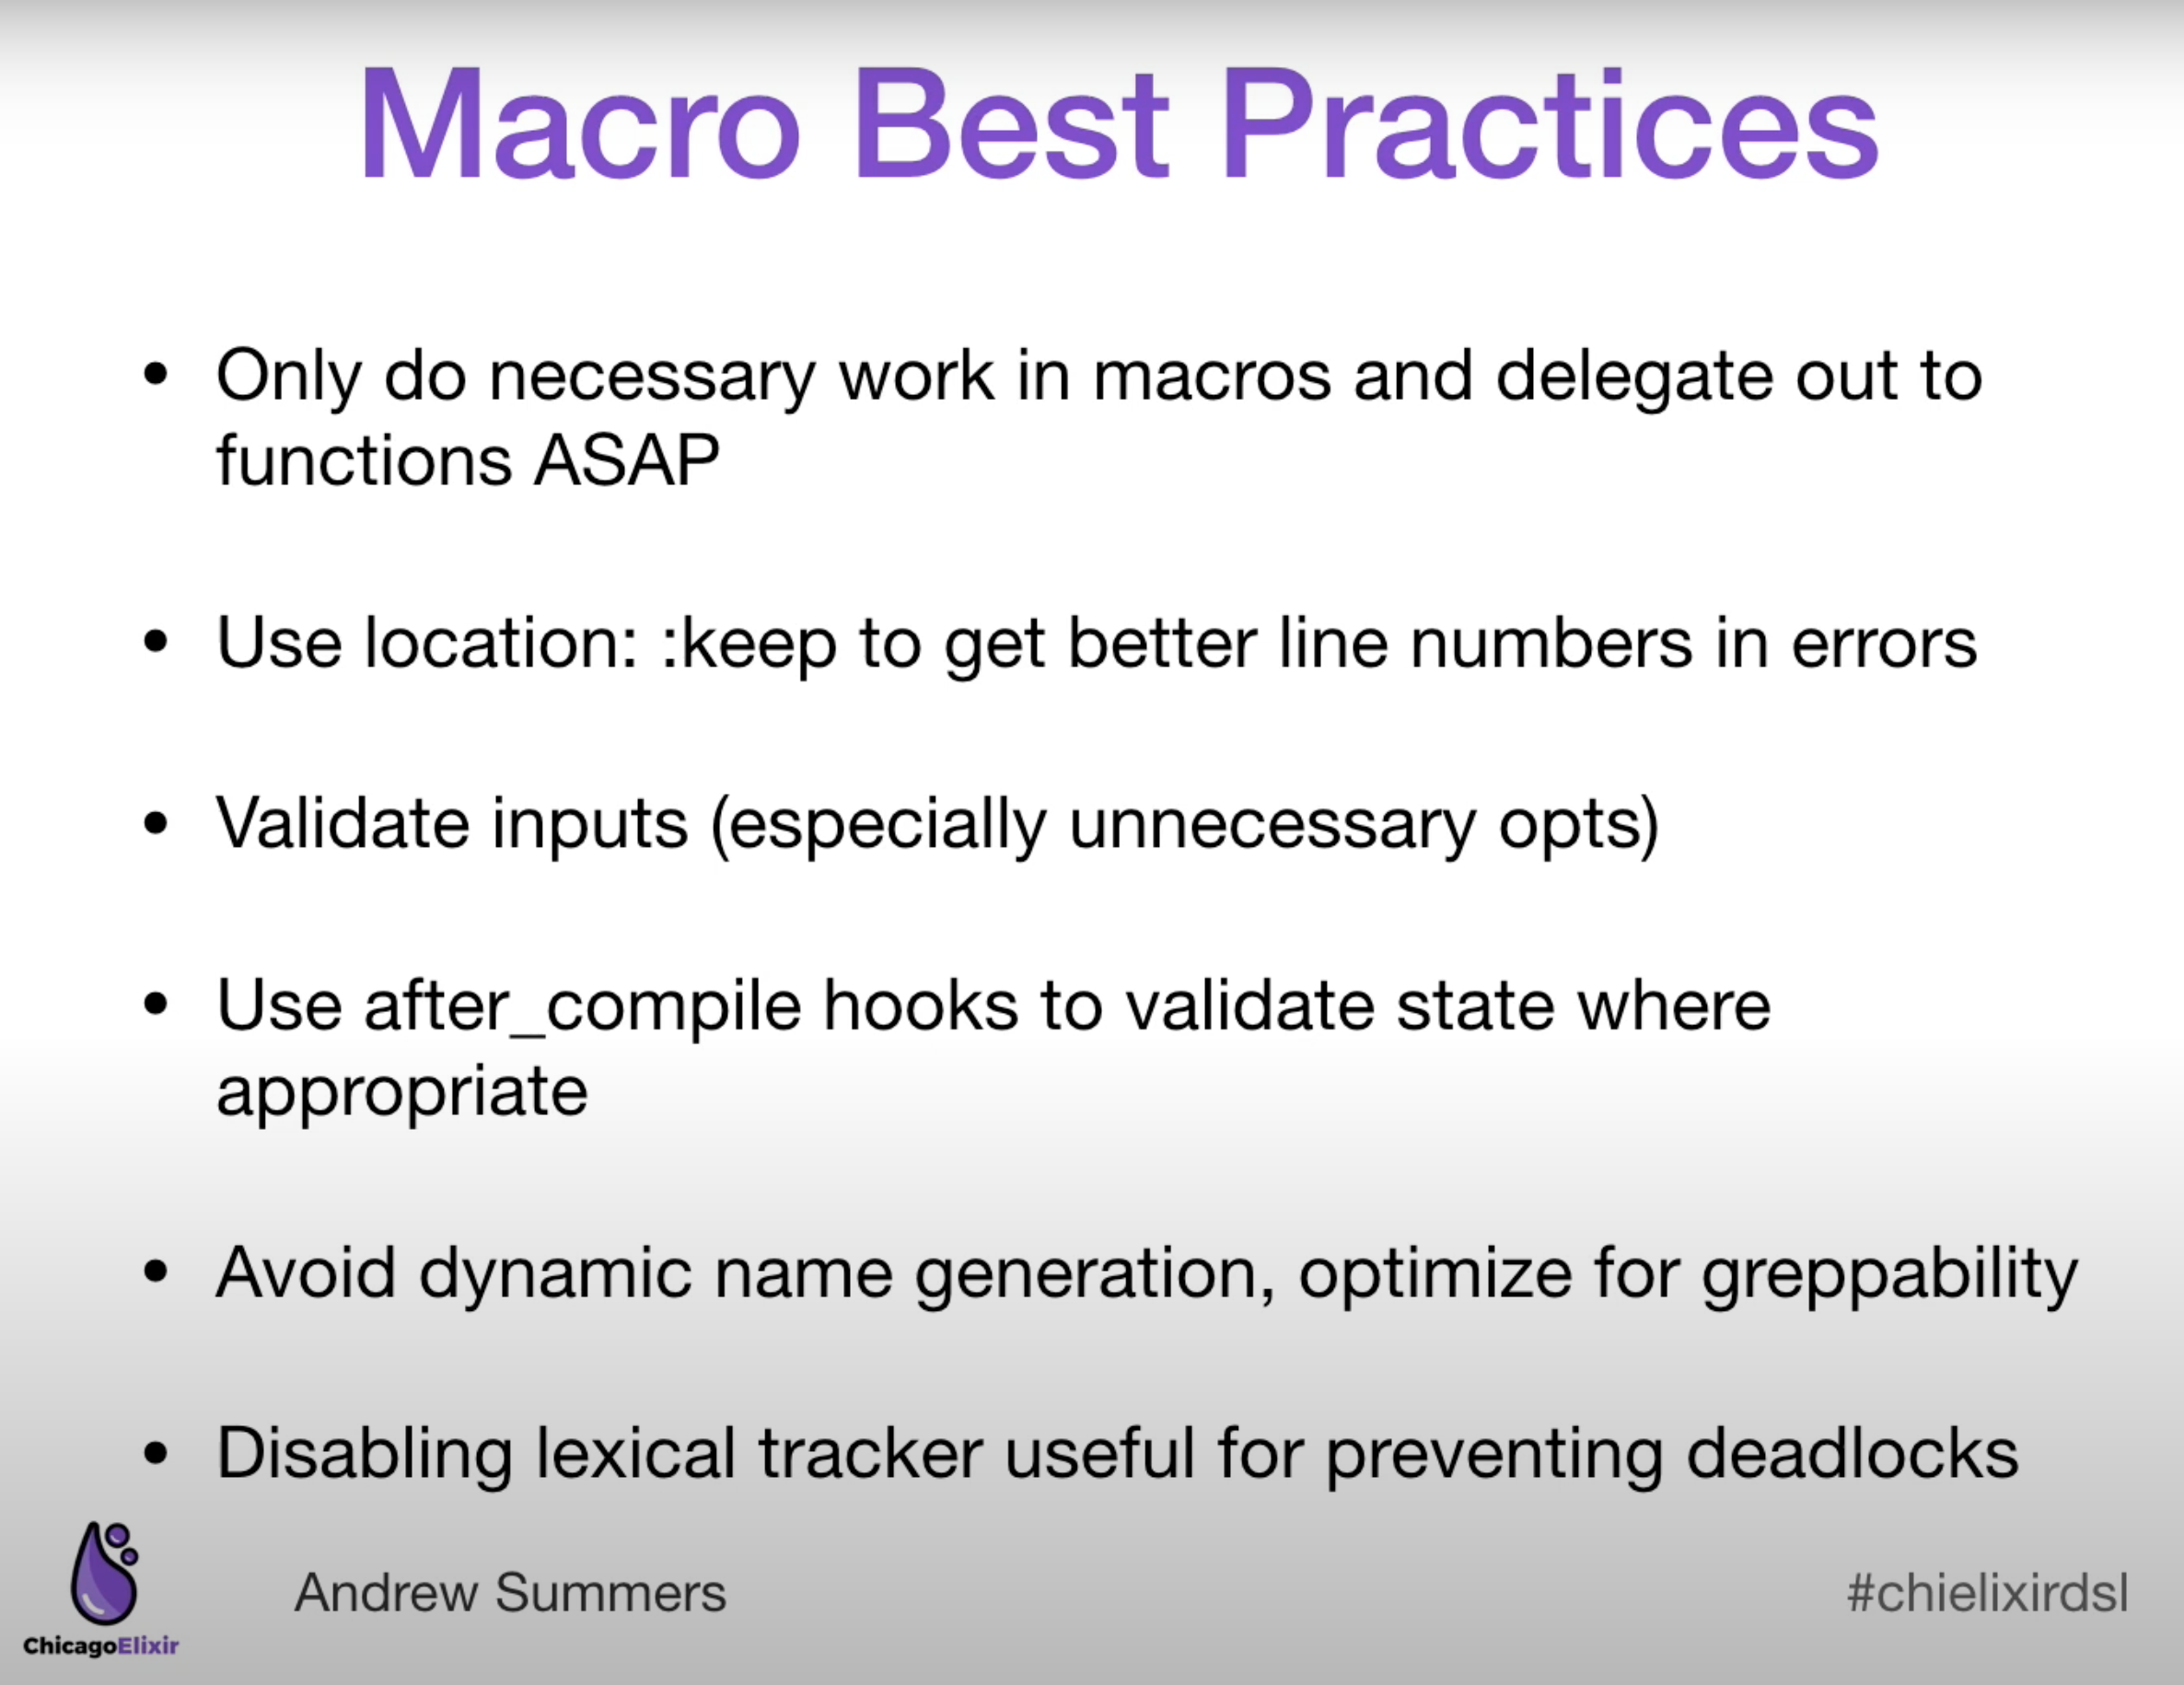 Macro Best Practices
• Only do necessary work in macros and delegate out to
functions ASAP
• Use location: :keep to get better line numbers in errors
• Validate inputs (especially unnecessary opts)
• Use after_compile hooks to validate state where
appropriate
• Avoid dynamic name generation, optimize for greppability
• Disabling lexical tracker useful for preventing deadlocks
ChicagoElixir
Andrew Summers
#chielixirdsl